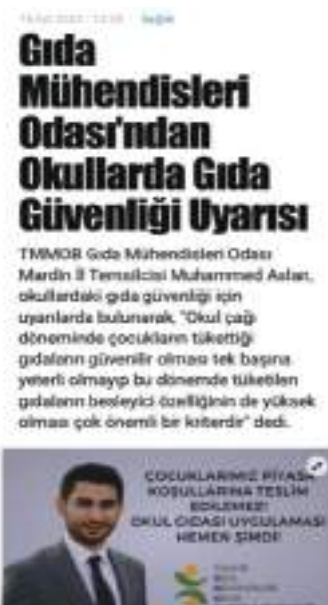 Sağlık
Gıda
Mühendisleri
Odası'ndan
Okullarda Gıda
Güvenliği Uyarısı
TMMOB Gıda Mühendisleri Odası
Mardin İl Temsilcisi Muhammed Aslan,
okullardaki gıda güvenliği için
uyarılarda bulunarak, "Okul çağı
döneminde çocukların tükettiği
gıdaların güvenilir olması tek başına
yeterli olmayıp bu dönemde tüketilen
gıdaların besleyici özelliğinin de yüksek
olması çok önemli bir kriterdir" dedi.
ÇOCUKLARIMIZ PİYASA
KOŞULLARINA TESLİM
EDİLEMEZ!
OKUL GIDASI UYGULAMASI
HEMEN ŞİMDİ!